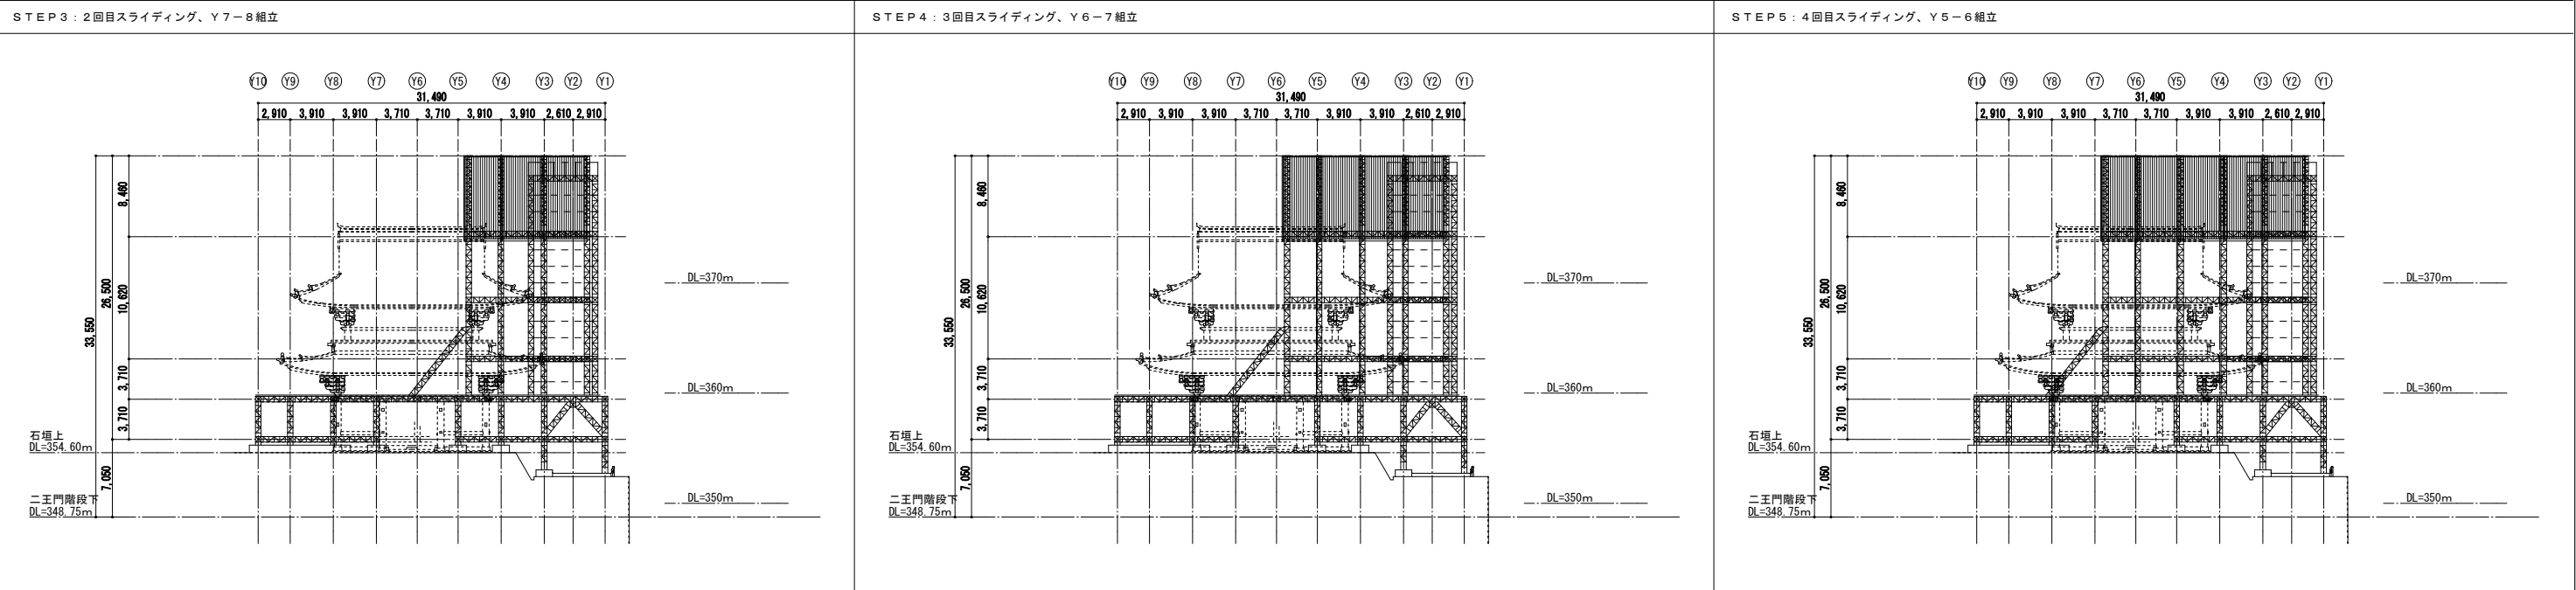 ＳＴＥＰ３：２回目スライディング、Ｙ７－８組立
Y10 Y9 Y8 Y7 Y6 Y5 Y4 Y3 Y2 Y1
31,490
2,910 3,910 3,910 3,710 3,710 3,910 3,910 2,610 2,910
8,460
26,500
10,620
33,550
3,710
3,710
7,050
DL=370m
DL=360m
石垣上
DL=354.60m
DL=350m
二王門階段下
DL=348.75m
ＳＴＥＰ４：３回目スライディング、Ｙ６－７組立
Y10 Y9 Y8 Y7 Y6 Y5 Y4 Y3 Y2 Y1
31,490
2,910 3,910 3,910 3,710 3,710 3,910 3,910 2,610 2,910
8,460
26,500
10,620
33,550
3,710
3,710
7,050
DL=370m
DL=360m
石垣上
DL=354.60m
DL=350m
二王門階段下
DL=348.75m
ＳＴＥＰ５：４回目スライディング、Ｙ５－６組立
Y10 Y9 Y8 Y7 Y6 Y5 Y4 Y3 Y2 Y1
31,490
2,910 3,910 3,910 3,710 3,710 3,910 3,910 2,610 2,910
8,460
26,500
10,620
33,550
3,710
3,710
7,050
DL=370m
DL=360m
石垣上
DL=354.60m
DL=350m
二王門階段下
DL=348.75m